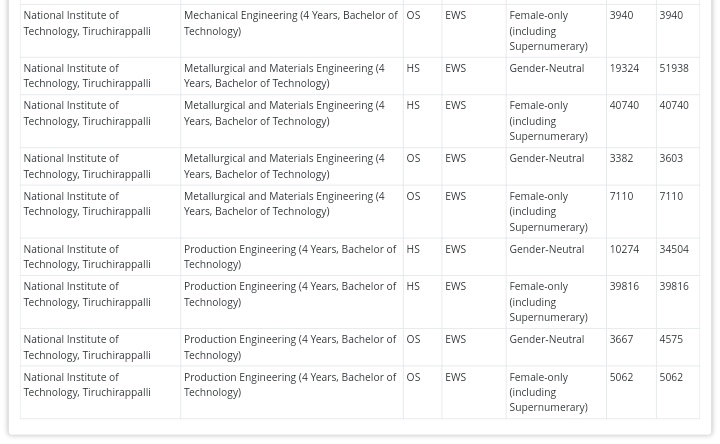 National Institute of Technology, Tiruchirappalli Mechanical Engineering (4 Years, Bachelor of Technology) OS EWS Female-only (including Supernumerary) 3940 3940
National Institute of Technology, Tiruchirappalli Metallurgical and Materials Engineering (4 Years, Bachelor of Technology) HS EWS Gender-Neutral 19324 51938
National Institute of Technology, Tiruchirappalli Metallurgical and Materials Engineering (4 Years, Bachelor of Technology) HS EWS Female-only (including Supernumerary) 40740 40740
National Institute of Technology, Tiruchirappalli Metallurgical and Materials Engineering (4 Years, Bachelor of Technology) OS EWS Gender-Neutral 3382 3603
National Institute of Technology, Tiruchirappalli Metallurgical and Materials Engineering (4 Years, Bachelor of Technology) OS EWS Female-only (including Supernumerary) 7110 7110
National Institute of Technology, Tiruchirappalli Production Engineering (4 Years, Bachelor of Technology) HS EWS Gender-Neutral 10274 34504
National Institute of Technology, Tiruchirappalli Production Engineering (4 Years, Bachelor of Technology) HS EWS Female-only (including Supernumerary) 39816 39816
National Institute of Technology, Tiruchirappalli Production Engineering (4 Years, Bachelor of Technology) OS EWS Gender-Neutral 3667 4575
National Institute of Technology, Tiruchirappalli Production Engineering (4 Years, Bachelor of Technology) OS EWS Female-only (including Supernumerary) 5062 5062